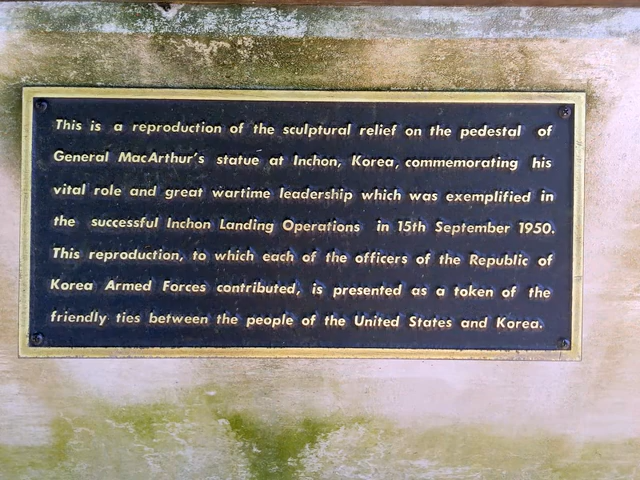 This is a reproduction of the sculptural relief on the pedestal of
General MacArthur's statue at Inchon, Korea, commemorating his
vital role and great wartime leadership which was exemplified in
the successful Inchon Landing Operations in 15th September 1950.
This reproduction, to which each of the officers of the Republic of
Korea Armed Forces contributed, is presented as a token of the
friendly ties between the people of the United States and Korea.